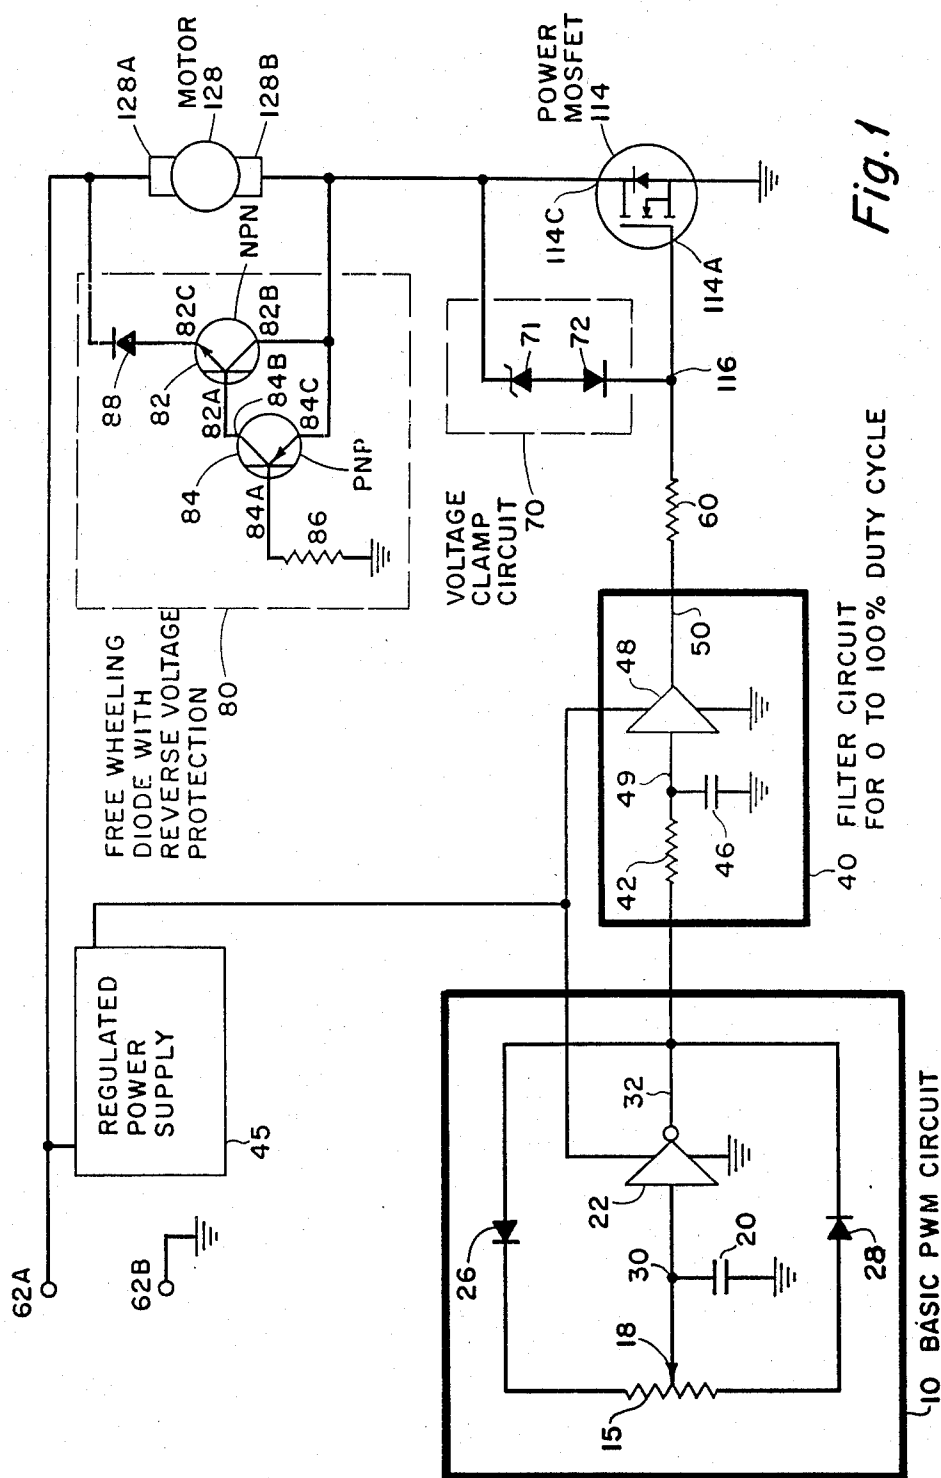 62A
62B
REGULATED
POWER
SUPPLY
45
FREE WHEELING
DIODE WITH
REVERSE VOLTAGE
PROTECTION
80
88
82
82C
NPN
82B
82A
84
84B
84C
84A
PNP
86
128A
MOTOR
128
128B
VOLTAGE
CLAMP
CIRCUIT
70
71
72
POWER
MOSFET
114
114C
114A
116
60
26
15
18
30
20
22
32
28
10 BASIC PWM CIRCUIT
42
49
46
48
50
40 FILTER CIRCUIT
FOR 0 TO 100% DUTY CYCLE
Fig. 1